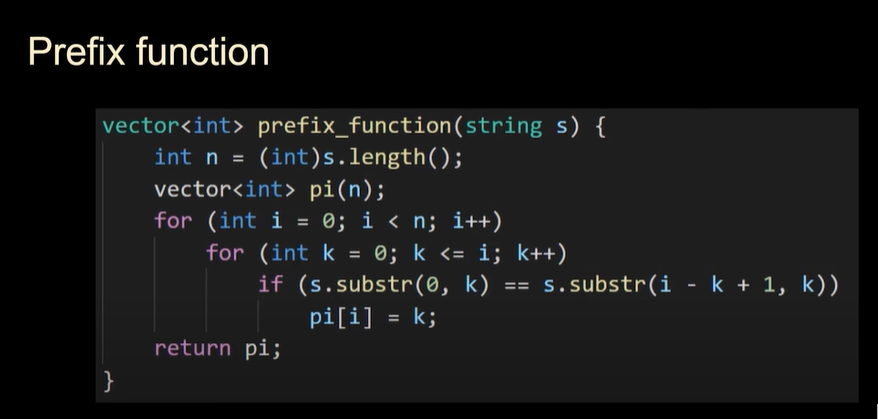 Prefix function
vector<int> prefix_function(string s) {
    int n = (int)s.length();
    vector<int> pi(n);
    for (int i = 0; i < n; i++)
        for (int k = 0; k <= i; k++)
            if (s.substr(0, k) == s.substr(i - k + 1, k))
                pi[i] = k;
    return pi;
}